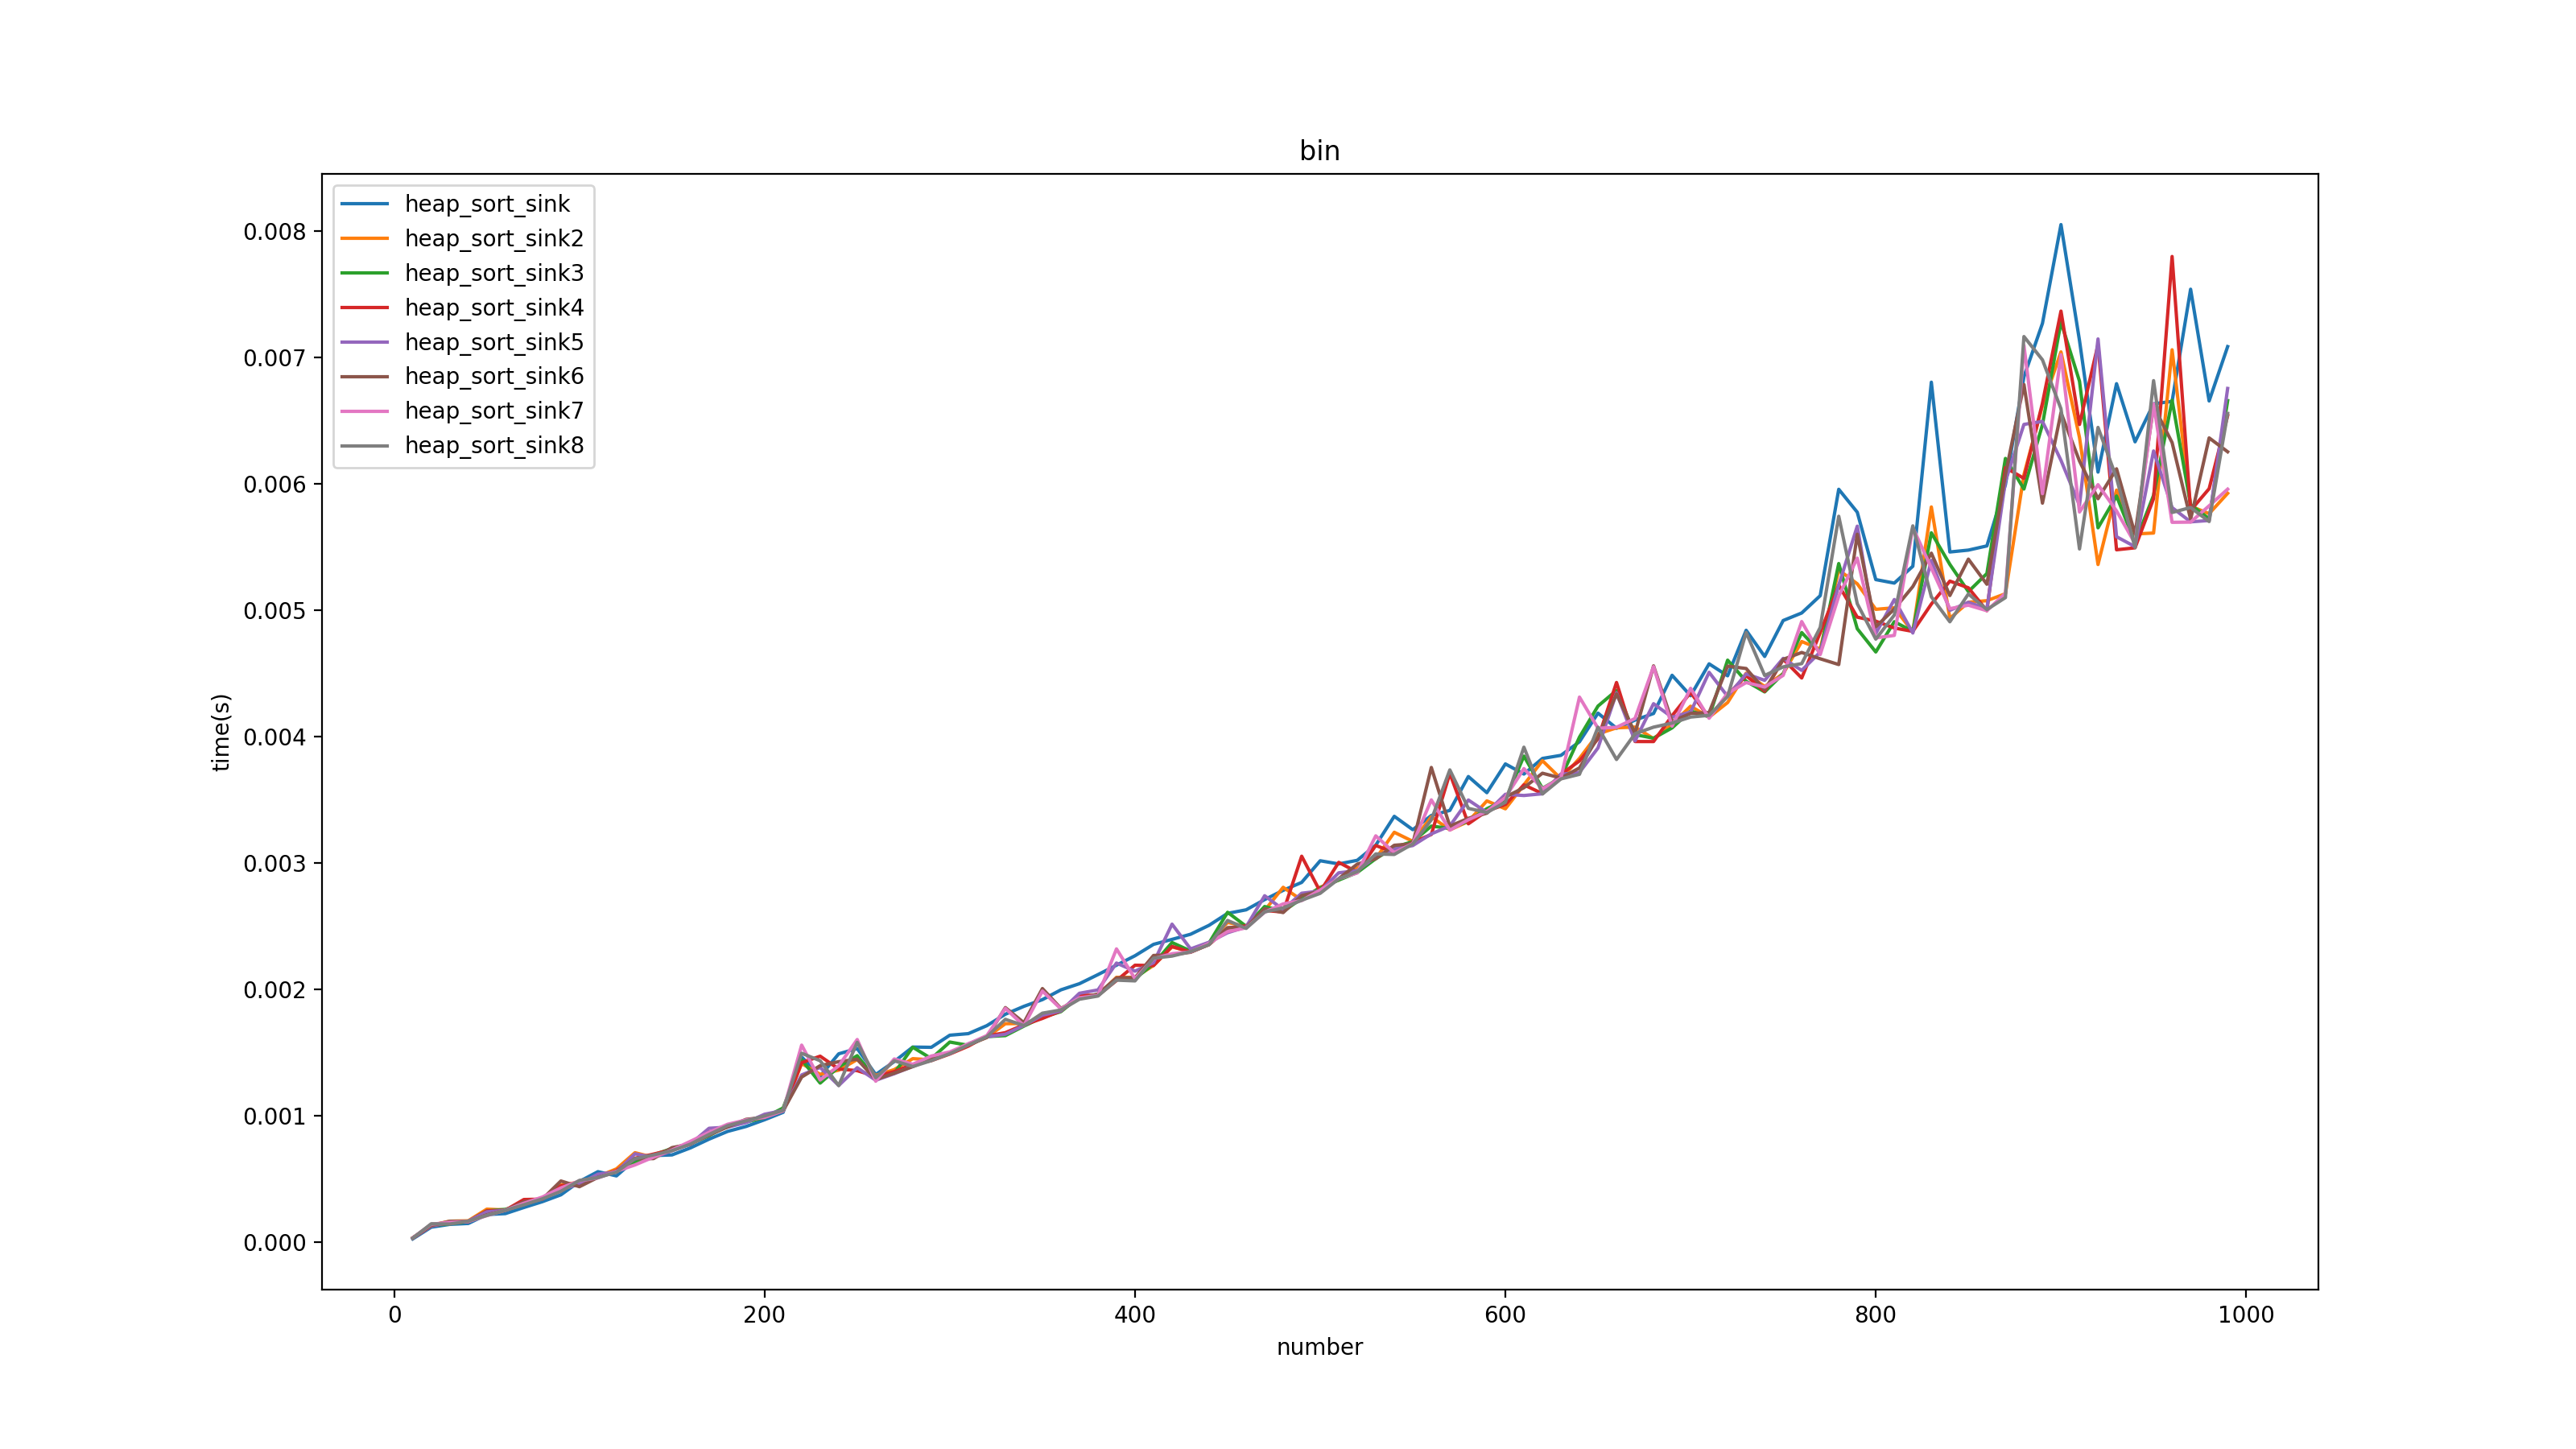 bin
heap_sort_sink
heap_sort_sink2
heap_sort_sink3
heap_sort_sink4
heap_sort_sink5
heap_sort_sink6
heap_sort_sink7
heap_sort_sink8
0.008
0.007
0.006
0.005
0.004
0.003
0.002
0.001
0.000
time(s)
0 200 400 600 800 1000
number